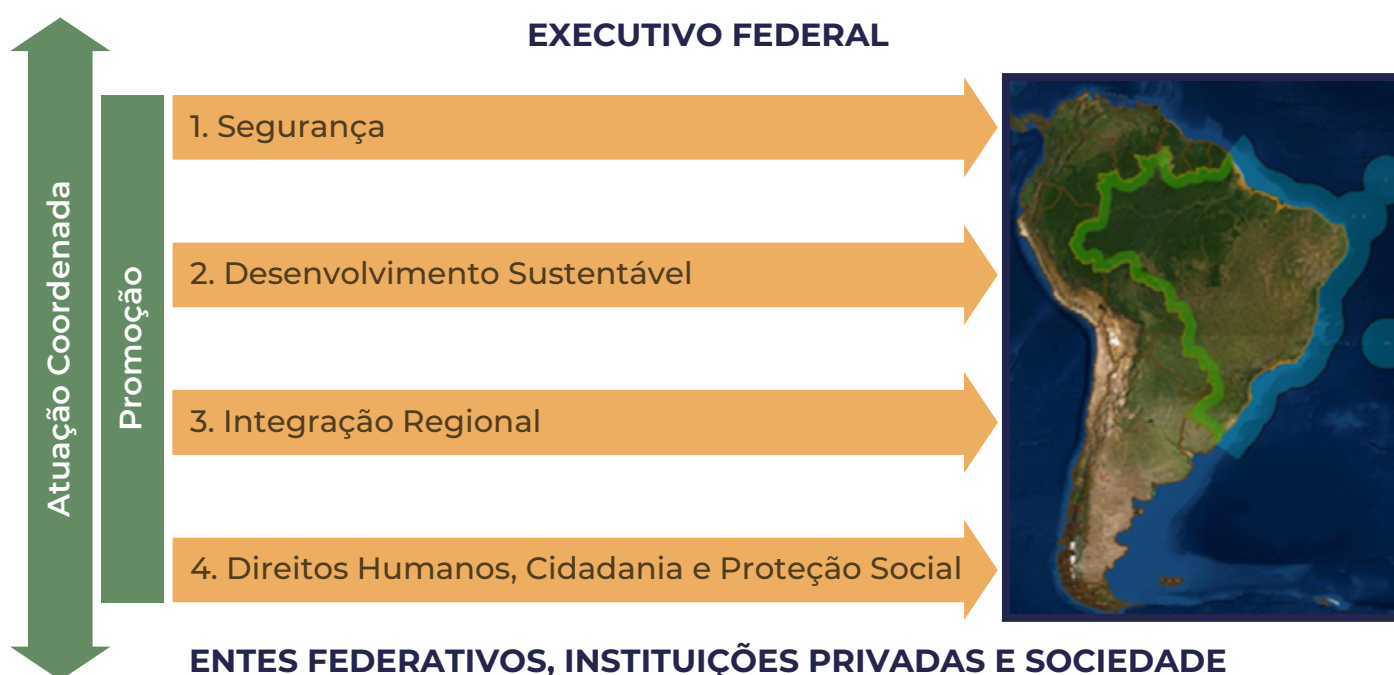 EXECUTIVO FEDERAL
Atuação Coordenada
Promoção
1. Segurança
2. Desenvolvimento Sustentável
3. Integração Regional
4. Direitos Humanos, Cidadania e Proteção Social
ENTES FEDERATIVOS, INSTITUIÇÕES PRIVADAS E SOCIEDADE